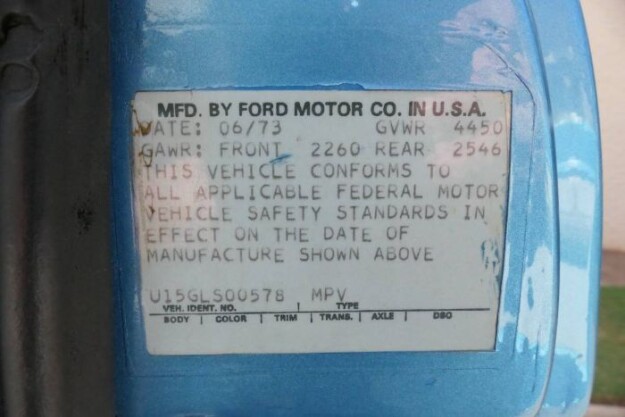 MFD. BY FORD MOTOR CO. IN U.S.A.
DATE: 06/73 GVWR 4450
GAWR: FRONT 2260 REAR 2546
THIS VEHICLE CONFORMS TO
ALL APPLICABLE FEDERAL MOTOR
VEHICLE SAFETY STANDARDS IN
EFFECT ON THE DATE OF
MANUFACTURE SHOWN ABOVE
U15GLS00578 MPV
VEH. IDENT. NO. TYPE
BODY | COLOR | TRIM | TRANS. | AXLE | DSO